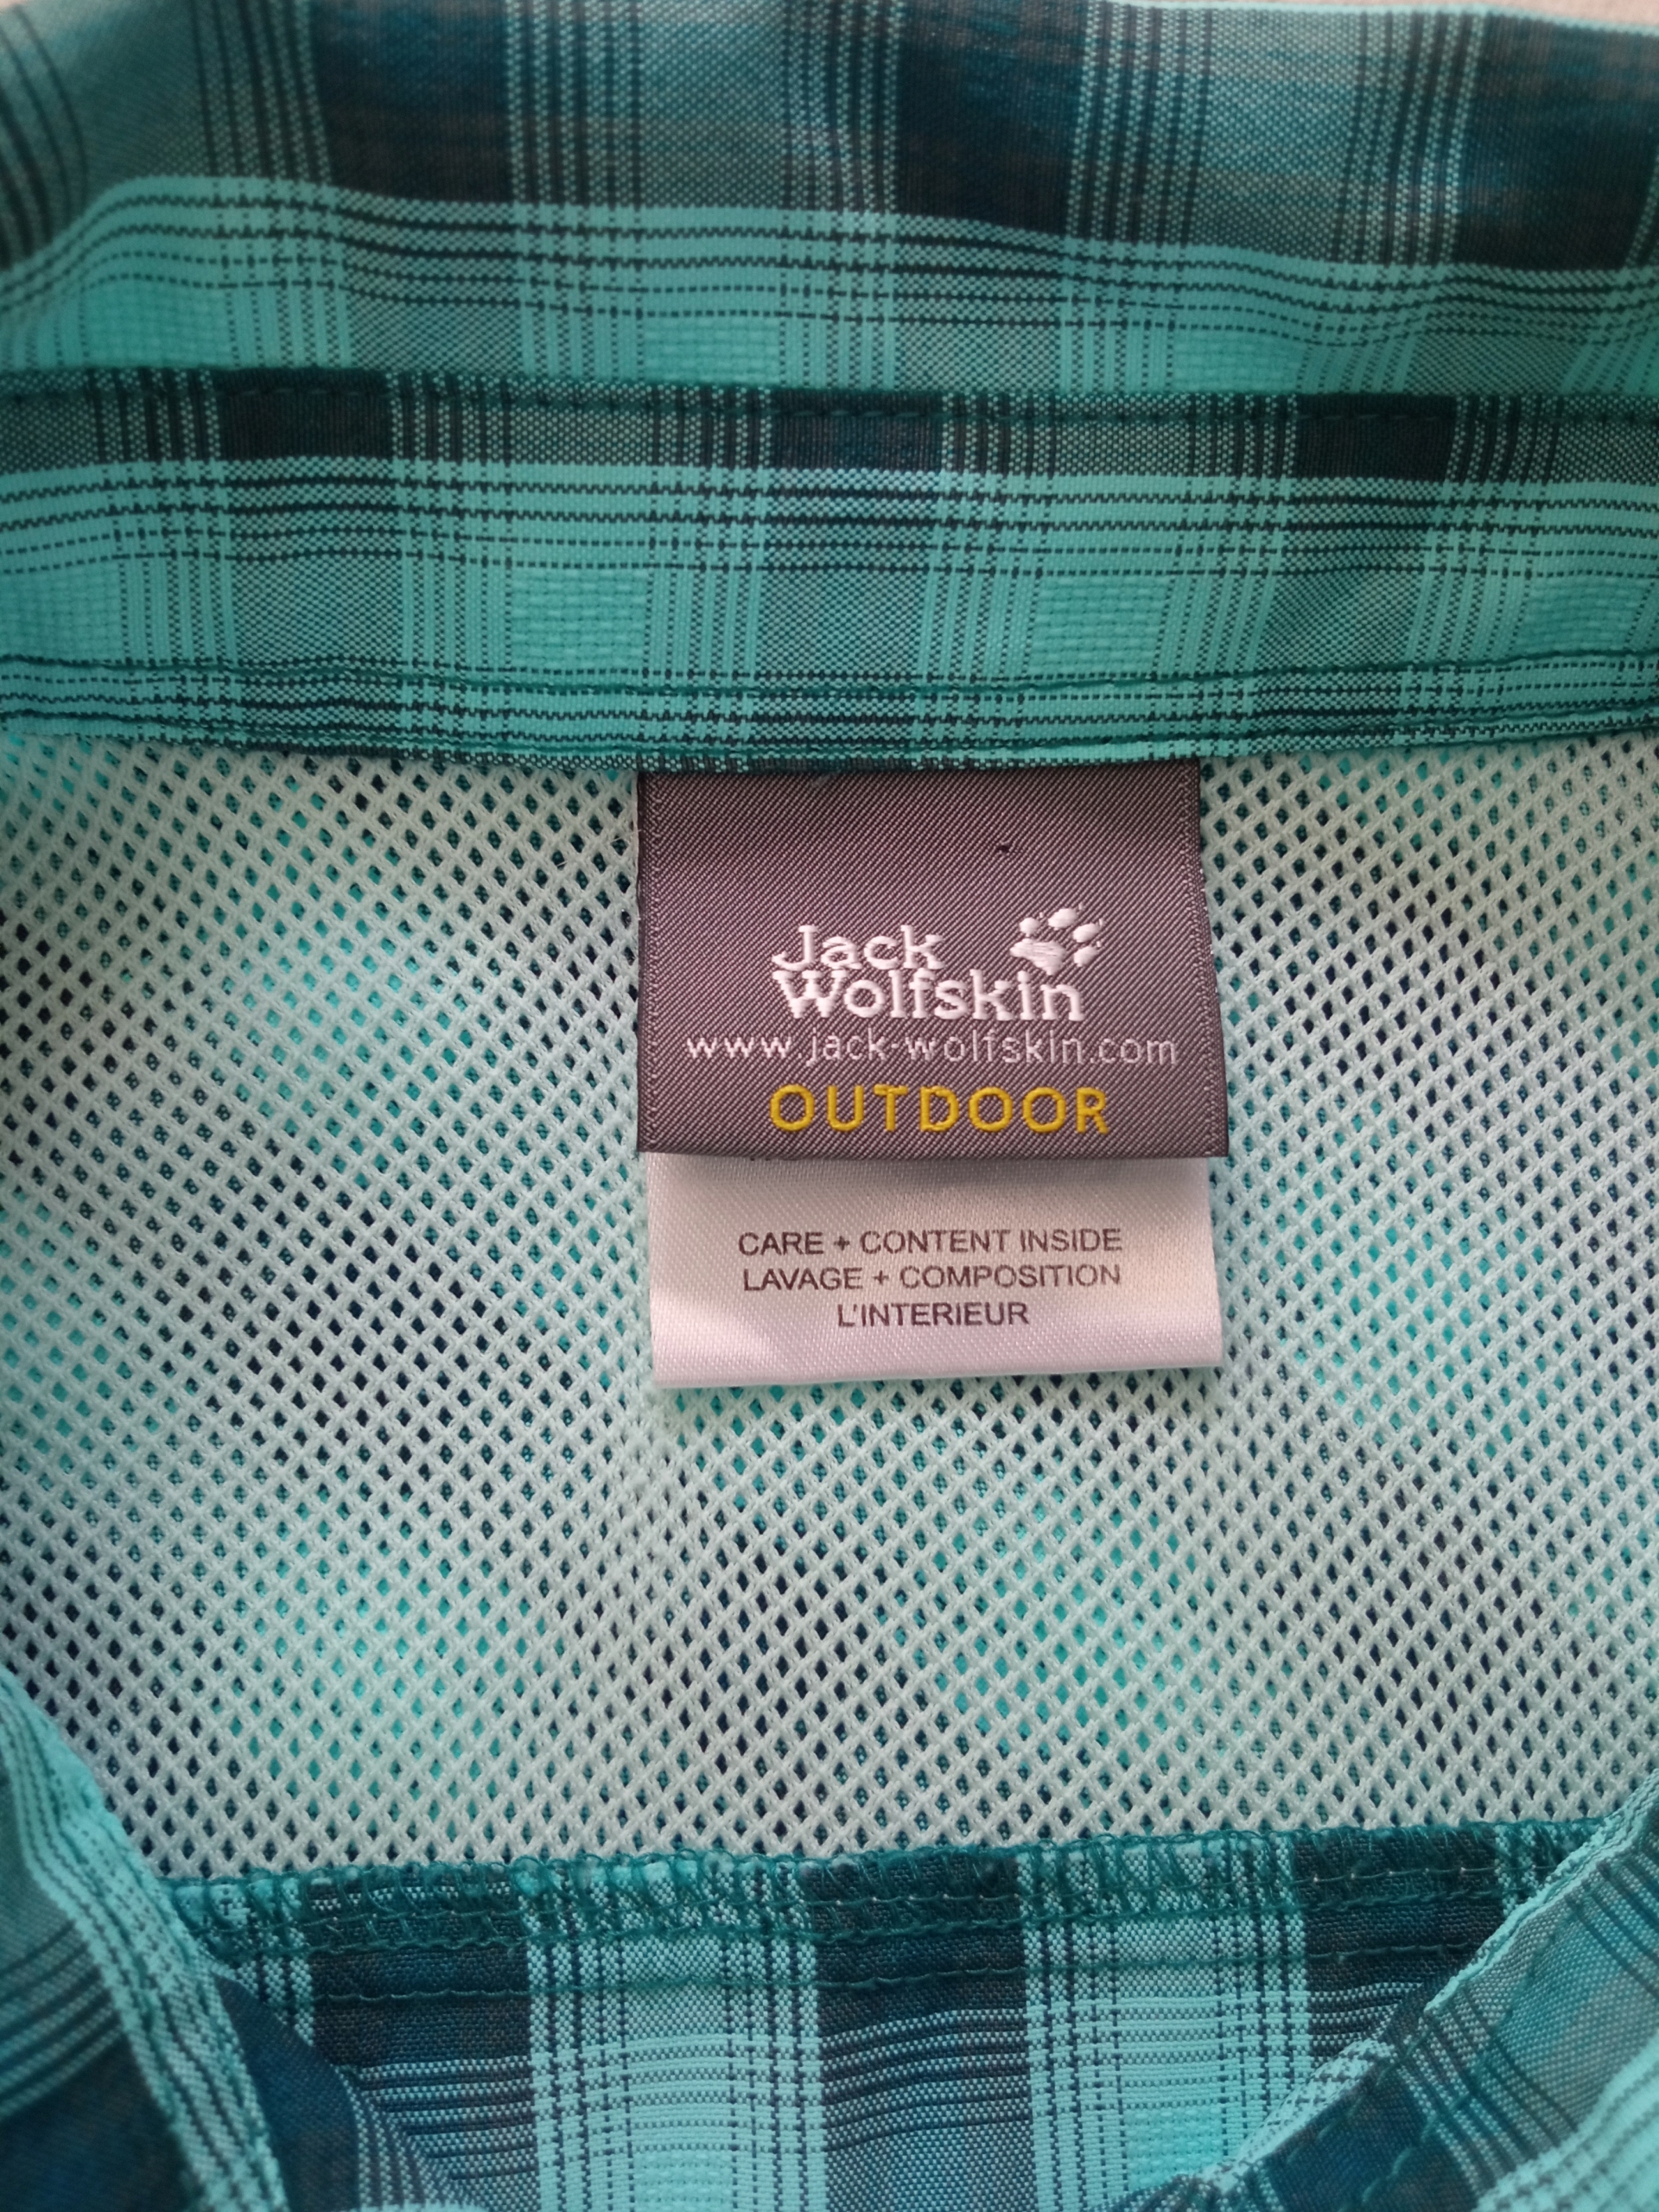 Jack
Wolfskin
www.jack-wolfskin.com
OUTDOOR
CARE + CONTENT INSIDE
LAVAGE + COMPOSITION
L'INTERIEUR